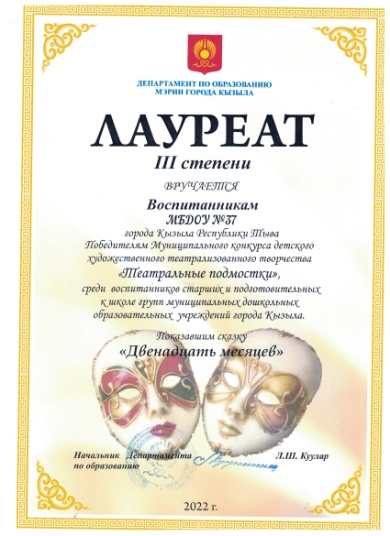 ДЕПАРТАМЕНТ ПО ОБРАЗОВАНИЮ
МЭРИИ ГОРОДА КЫЗЫЛА
ЛАУРЕАТ
III степени
ВРУЧАЕТСЯ
Воспитанникам
МБДОУ №37
города Кызыла Республики Тыва
Победителям Муниципального конкурса детского
художественного театрализованного творчества
«Театральные подмостки»,
среди воспитанников старших и подготовительных
к школе групп муниципальных дошкольных
образовательных учреждений города Кызыла.
Показавшим сказку
«Двенадцать месяцев»
Начальник Департамента
по образованию
Л.Ш. Куулар
2022 г.